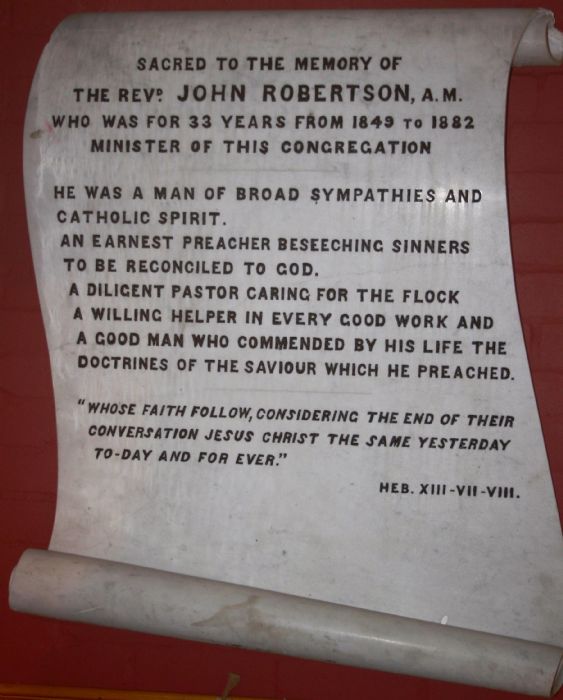 SACRED TO THE MEMORY OF
THE REVD. JOHN ROBERTSON, A.M.
WHO WAS FOR 33 YEARS FROM 1849 TO 1882
MINISTER OF THIS CONGREGATION
HE WAS A MAN OF BROAD SYMPATHIES AND
CATHOLIC SPIRIT.
AN EARNEST PREACHER BESEECHING SINNERS
TO BE RECONCILED TO GOD.
A DILIGENT PASTOR CARING FOR THE FLOCK
A WILLING HELPER IN EVERY GOOD WORK AND
A GOOD MAN WHO COMMENDED BY HIS LIFE THE
DOCTRINES OF THE SAVIOUR WHICH HE PREACHED.
"WHOSE FAITH FOLLOW, CONSIDERING THE END OF THEIR
CONVERSATION JESUS CHRIST THE SAME YESTERDAY
TO-DAY AND FOR EVER."
HEB. XIII-VII-VIII.